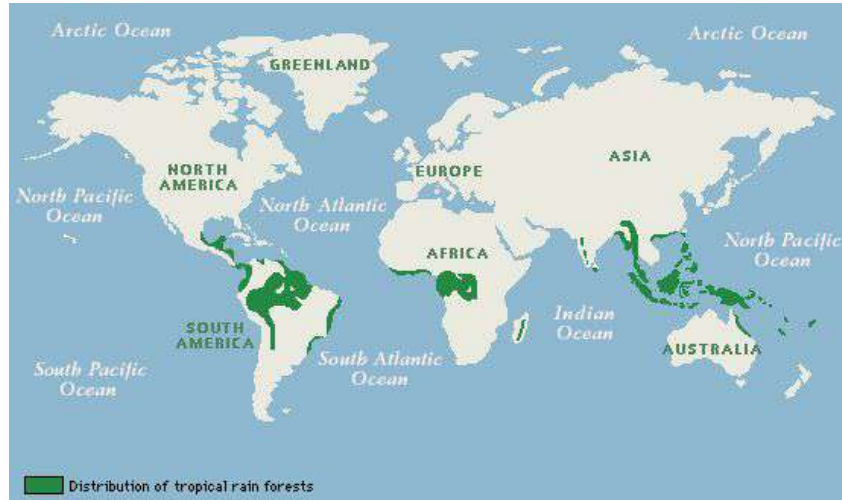 Arctic Ocean
Arctic Ocean
GREENLAND
ASIA
NORTH
AMERICA
EUROPE
North Pacific
Ocean
North Atlantic
Ocean
North Pacific
Ocean
AFRICA
Indian
Ocean
SOUTH
AMERICA
South Atlantic
Ocean
AUSTRALIA
South Pacific
Ocean
Distribution of tropical rain forests